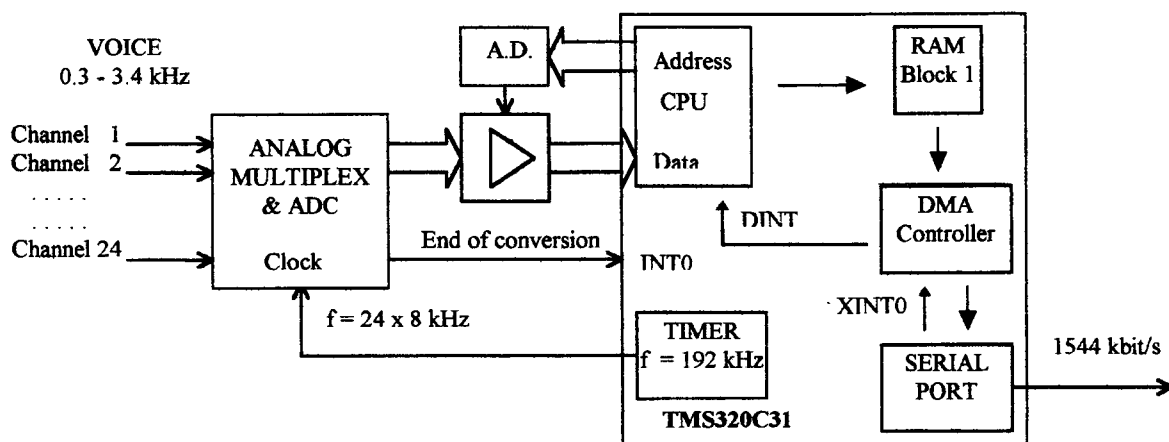 VOICE
0.3 - 3.4 kHz
Channel 1
Channel 2
.....
.....
Channel 24
ANALOG
MULTIPLEX
& ADC
Clock
A.D.
End of conversion
f = 24 x 8 kHz
Address
CPU
Data
INT0
DINT
RAM
Block 1
DMA
Controller
XINT0
TIMER
f = 192 kHz
SERIAL
PORT
TMS320C31
1544 kbit/s